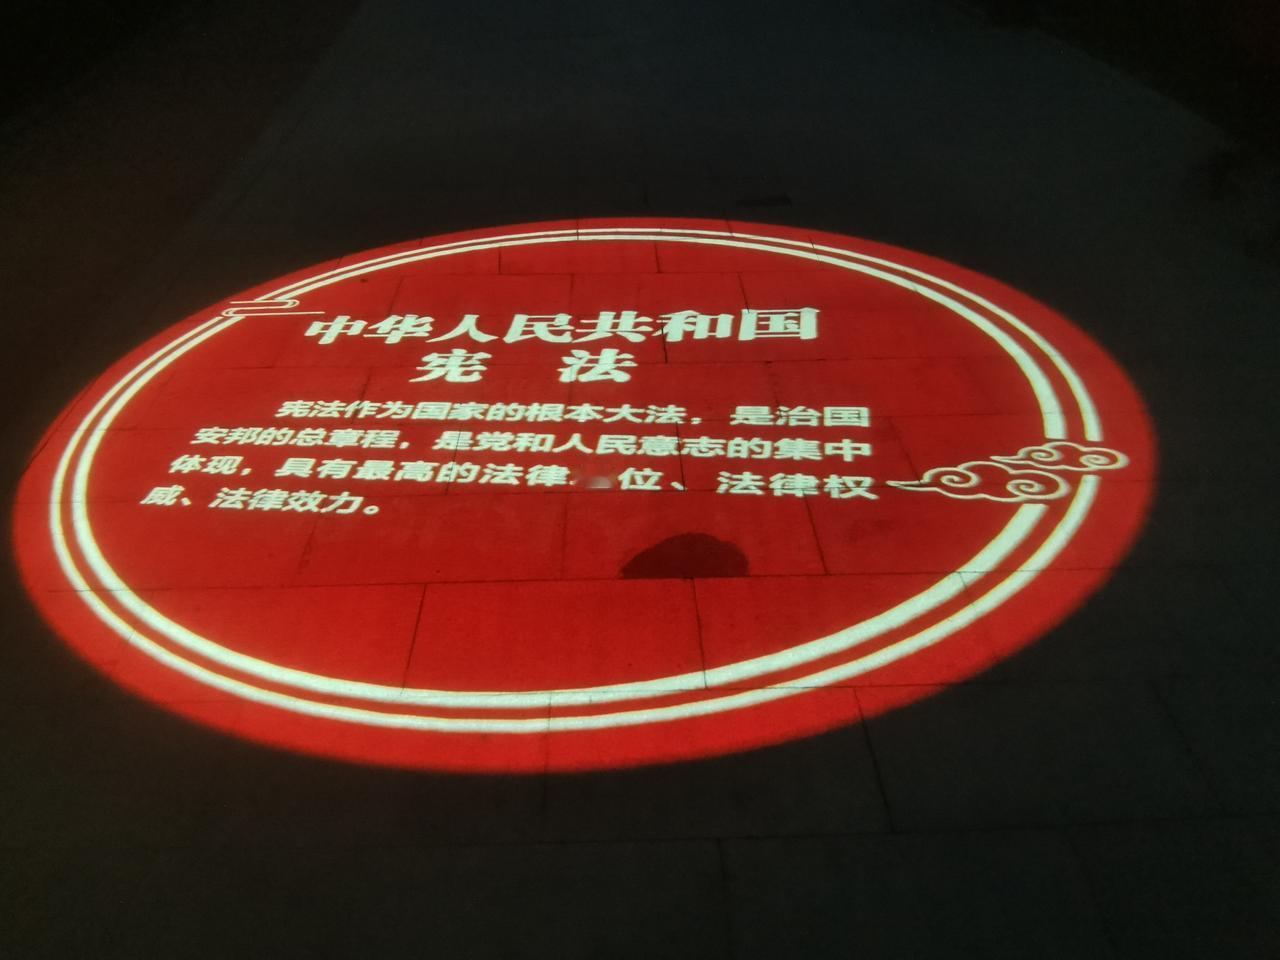 中华人民共和国
宪 法
宪法作为国家的根本大法，是治国
安邦的总章程，是党和人民意志的集中
体现，具有最高的法律 位、法律权
威、法律效力。